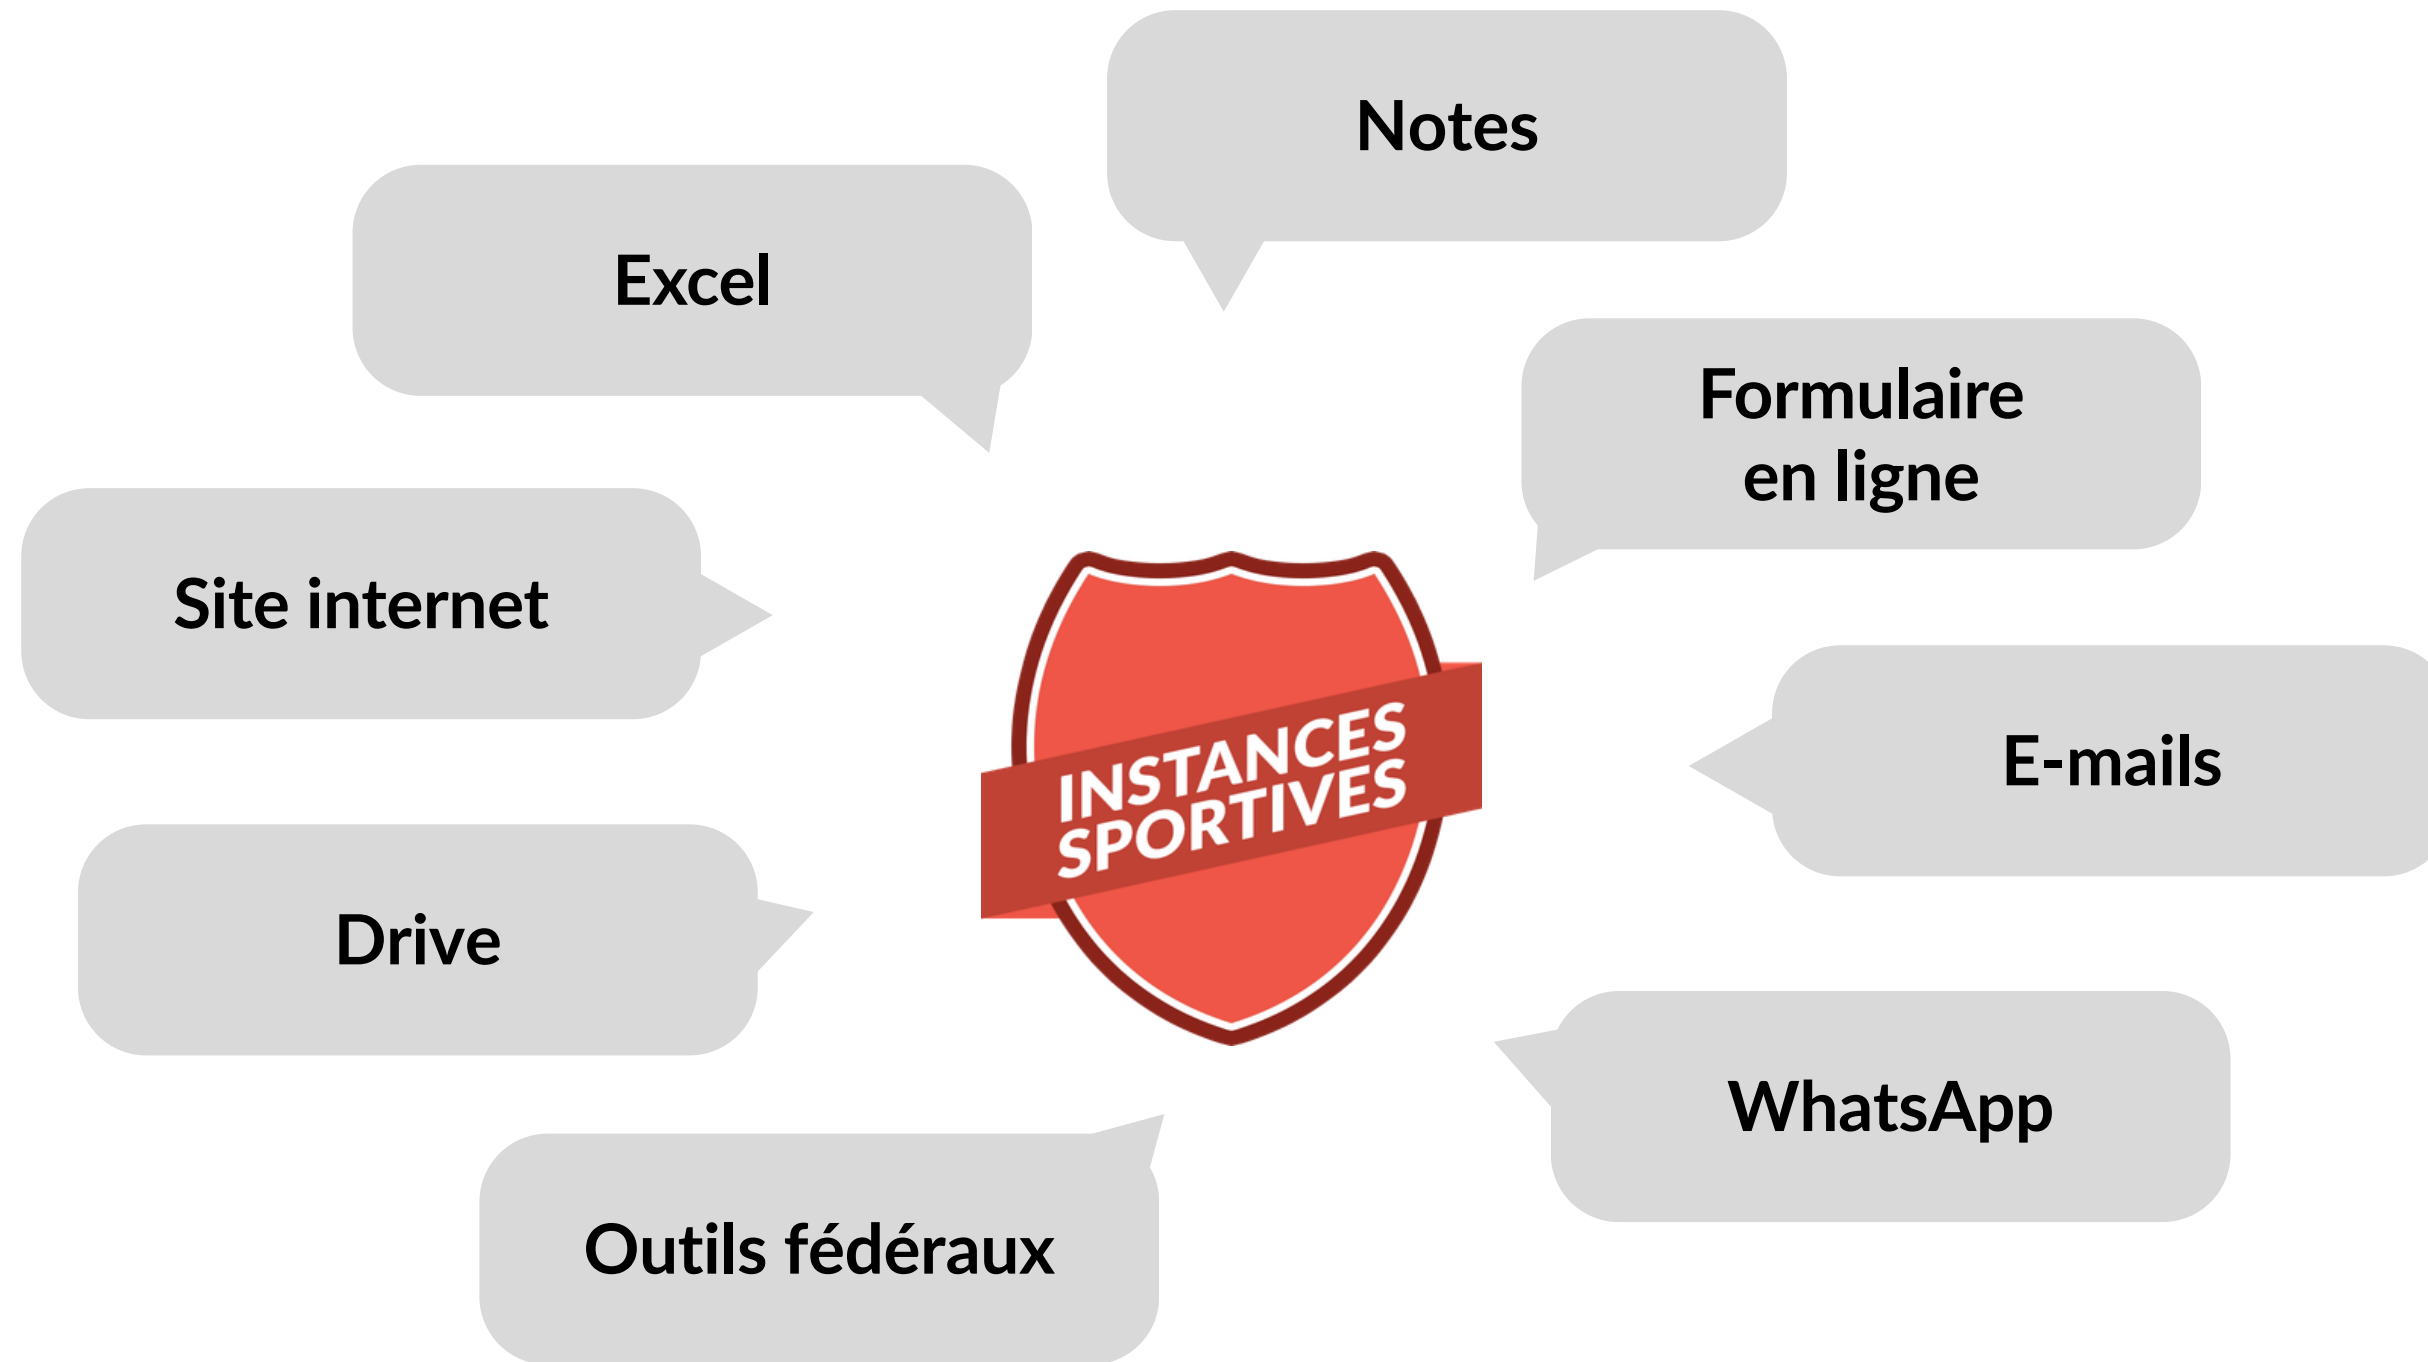 Notes
Excel
Formulaire
en ligne
Site internet
INSTANCES
SPORTIVES
E-mails
Drive
WhatsApp
Outils fédéraux